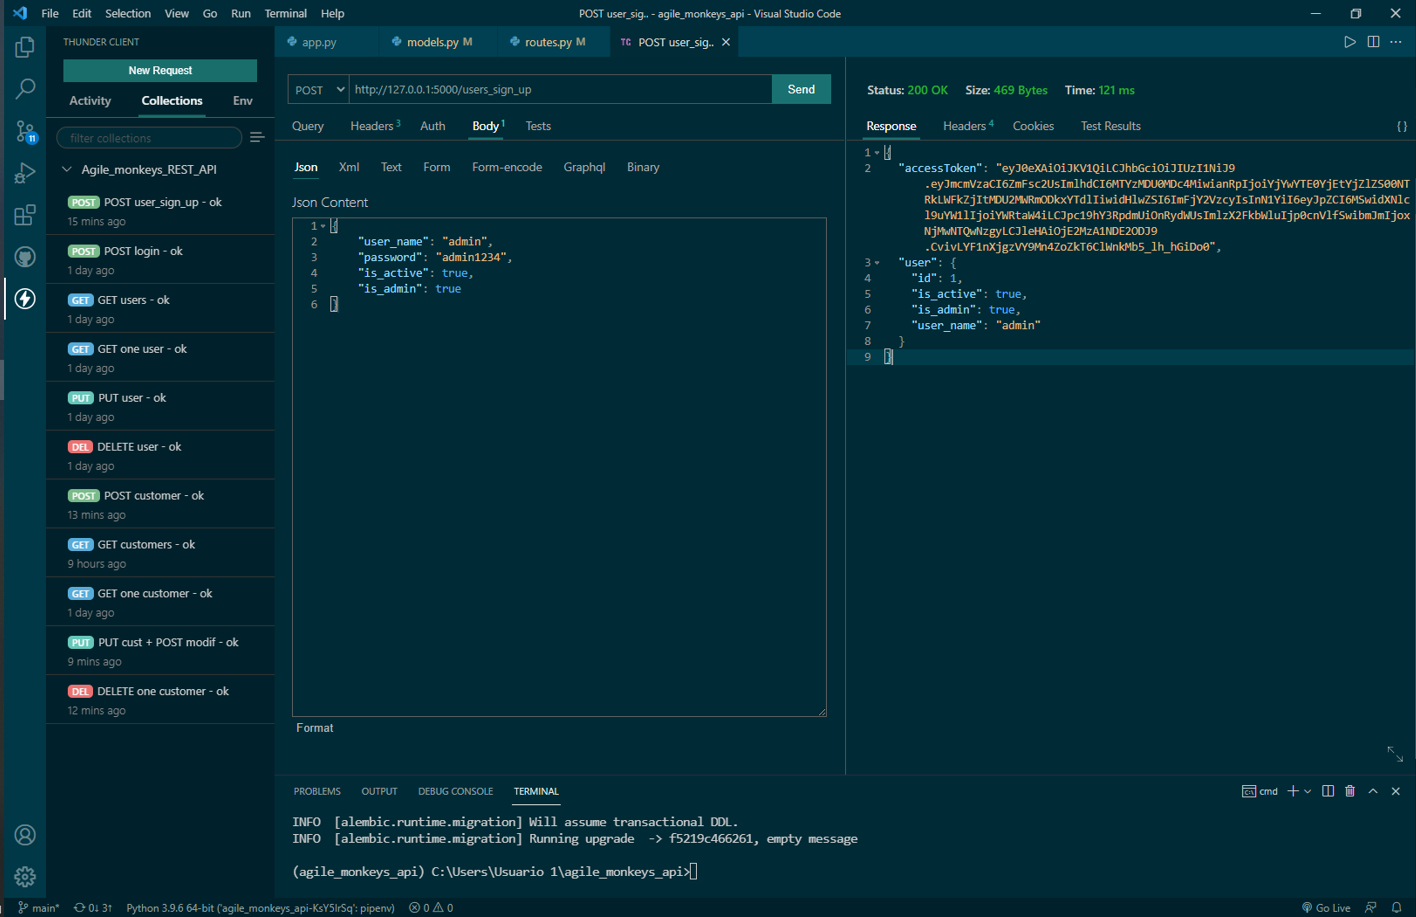 File Edit Selection View Go Run Terminal Help
POST user_sig.. - agile_monkeys_api - Visual Studio Code
THUNDER CLIENT
New Request
Activity Collections Env
filter collections
11
Agile_monkeys_REST_API
POST POST user_sign_up - ok
15 mins ago
POST POST login - ok
1 day ago
GET GET users - ok
1 day ago
GET GET one user - ok
1 day ago
PUT PUT user - ok
1 day ago
DEL DELETE user - ok
1 day ago
POST POST customer - ok
13 mins ago
GET GET customers - ok
9 hours ago
GET GET one customer - ok
1 day ago
PUT PUT cust + POST modif - ok
9 mins ago
DEL DELETE one customer - ok
12 mins ago
app.py models.py M routes.py M TC POST user_sig..
POST http://127.0.0.1:5000/users_sign_up Send
Query Headers 3 Auth Body 1 Tests
Json Xml Text Form Form-encode Graphql Binary
Json Content
1 {
2 "user_name": "admin",
3 "password": "admin1234",
4 "is_active": true,
5 "is_admin": true
6 }
Format
Status: 200 OK Size: 469 Bytes Time: 121 ms
Response Headers 4 Cookies Test Results { }
1 {
2 "accessToken": "eyJ0eXAiOiJKV1QiLCJhbGciOiJIUzI1NiJ9
3 "user": {
4 "id": 1,
5 "is_active": true,
6 "is_admin": true,
7 "user_name": "admin"
8 }
9 }
PROBLEMS OUTPUT DEBUG CONSOLE TERMINAL
cmd
INFO [alembic.runtime.migration] Will assume transactional DDL.
INFO [alembic.runtime.migration] Running upgrade -> f5219c466261, empty message
(agile_monkeys_api) C:\Users\Usuario 1\agile_monkeys_api>
main* 0↓ 3↑ Python 3.9.6 64-bit ('agile_monkeys_api-KsY5IrSq': pipenv) 0 0 Go Live